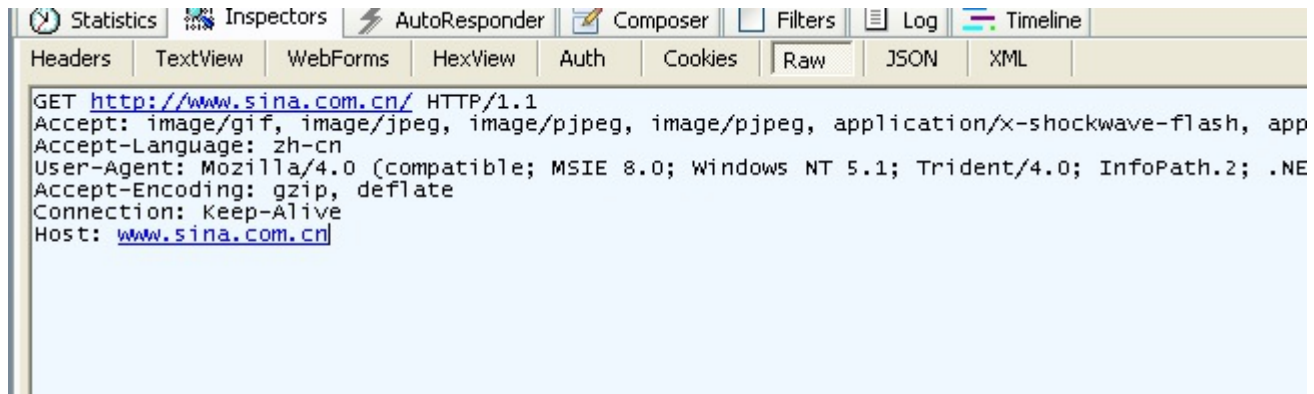 Statistics Inspectors AutoResponder Composer Filters Log Timeline
Headers TextView WebForms HexView Auth Cookies Raw JSON XML
GET http://www.sina.com.cn/ HTTP/1.1
Accept: image/gif, image/jpeg, image/pjpeg, image/pjpeg, application/x-shockwave-flash, app
Accept-Language: zh-cn
User-Agent: Mozilla/4.0 (compatible; MSIE 8.0; Windows NT 5.1; Trident/4.0; InfoPath.2; .NE
Accept-Encoding: gzip, deflate
Connection: Keep-Alive
Host: www.sina.com.cn